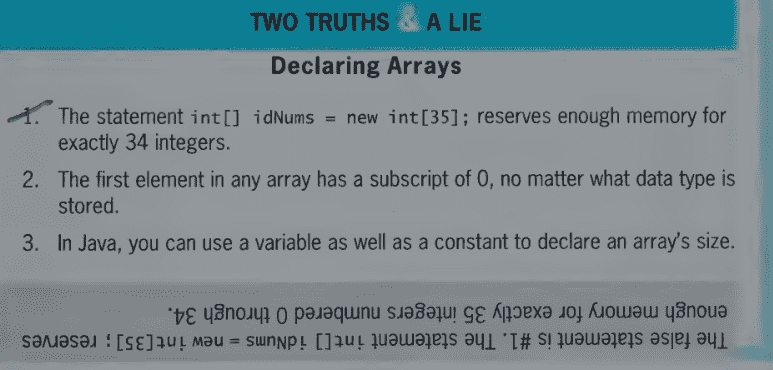 TWO TRUTHS & A LIE
Declaring Arrays
1. The statement int[] idNums = new int[35]; reserves enough memory for
exactly 34 integers.
2. The first element in any array has a subscript of 0, no matter what data type is
stored.
3. In Java, you can use a variable as well as a constant to declare an array's size.
The false statement is #1. The statement int[] idNums = new int[35]; reserves
enough memory for exactly 35 integers numbered 0 through 34.